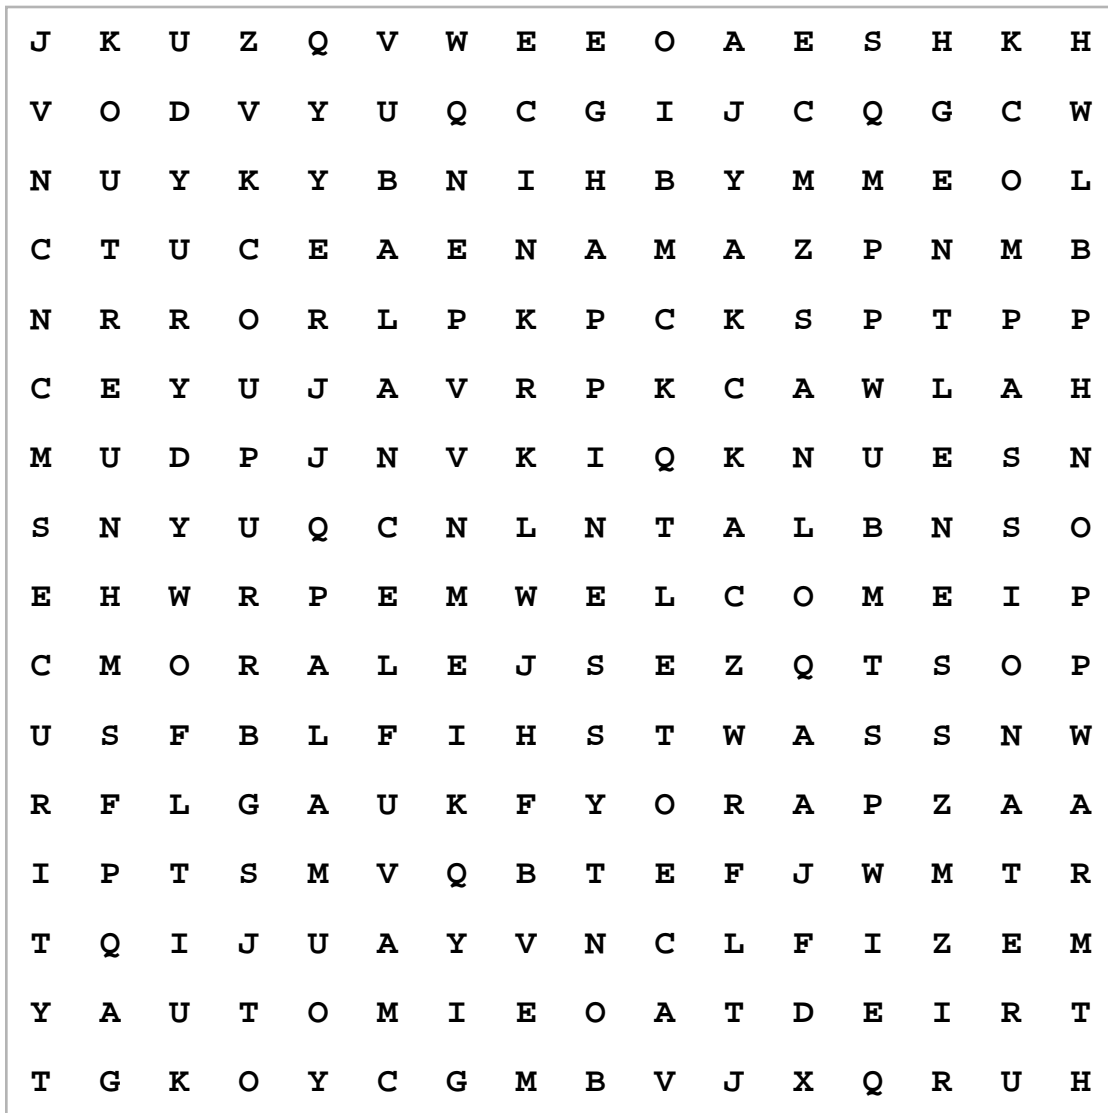 J K U Z Q V W E E O A E S H K H
V O D V Y U Q C G I J C Q G C W
N U Y K Y B N I H B Y M M E O L
C T U C E A E N A M A Z P N M B
N R R O R L P K P C K S P T P P
C E Y U J A V R P K C A W L A H
M U D P J N V K I Q K N U E S N
S N Y U Q C N L N T A L B N S O
E H W R P E M W E L C O M E I P
C M O R A L E J S E Z Q T S O P
U S F B L F I H S T W A S S N W
R F L G A U K F Y O R A P Z A A
I P T S M V Q B T E F J W M T R
T Q I J U A Y V N C L F I Z E M
Y A U T O M I E O A T D E I R T
T G K O Y C G M B V J X Q R U H